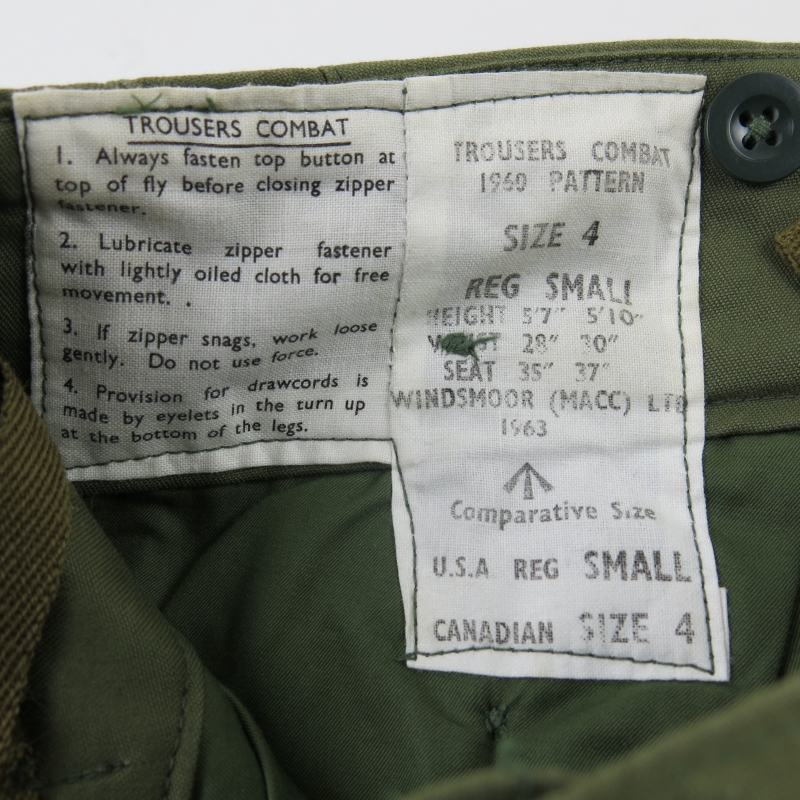 TROUSERS COMBAT
1. Always fasten top button at
top of fly before closing zipper
fastener.
2. Lubricate zipper fastener
with lightly oiled cloth for free
movement. .
3. If zipper snags, work loose
gently. Do not use force.
4. Provision for drawcords is
made by eyelets in the turn up
at the bottom of the legs.
TROUSERS COMBAT
1960 PATTERN
SIZE 4
REG SMALL
HEIGHT 5'7" 5'10"
WAIST 28" 30"
SEAT 35" 37"
WINDSMOOR (MACC) LTD
1963
Comparative Size
U.S.A REG SMALL
CANADIAN SIZE 4